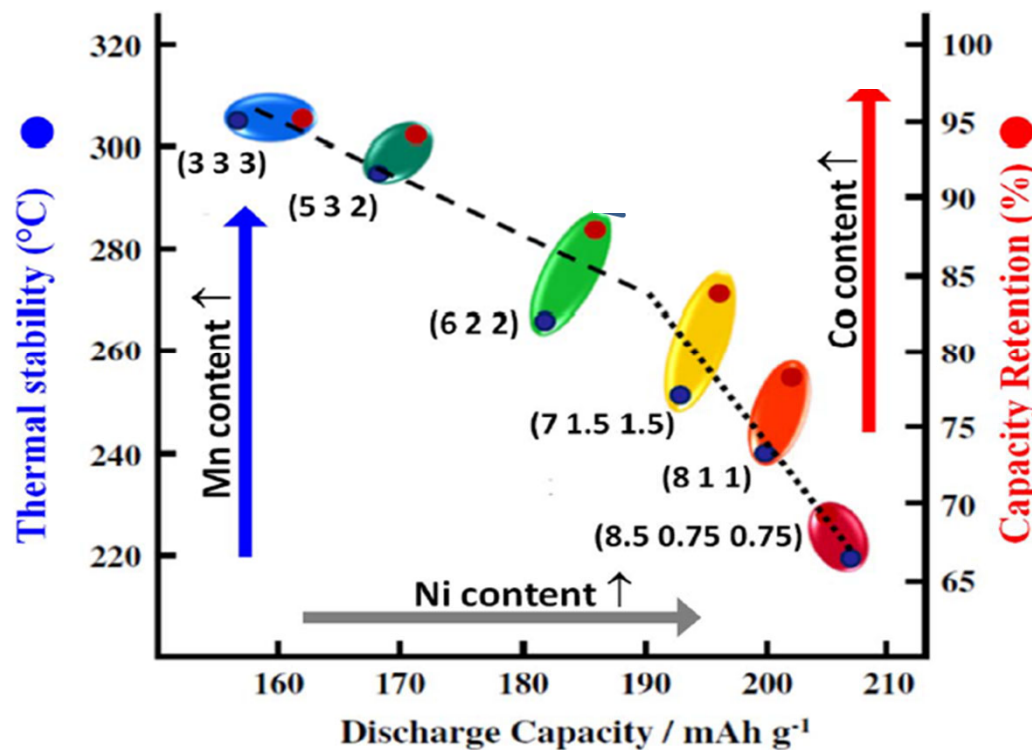 320
300
280
260
240
220
Thermal stability (°C)
Mn content ↑
(3 3 3)
(5 3 2)
(6 2 2)
(7 1.5 1.5)
(8 1 1)
(8.5 0.75 0.75)
Ni content ↑
Co content ↑
100
95
90
85
80
75
70
65
Capacity Retention (%)
160
170
180
190
200
210
Discharge Capacity / mAh g⁻¹